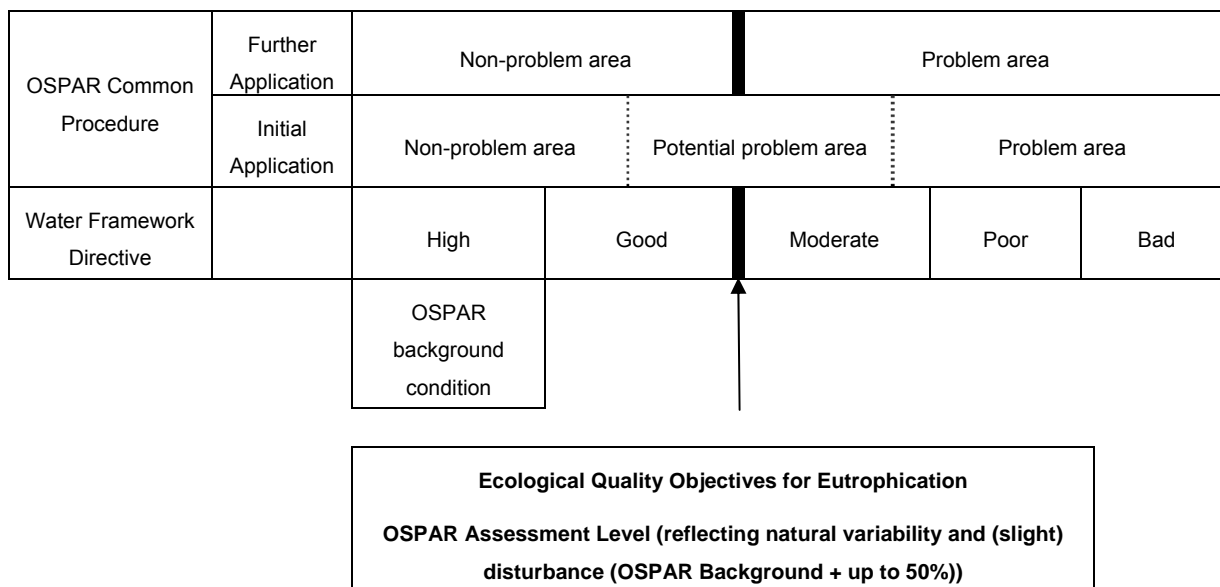 OSPAR Common
Procedure
Further
Application
Non-problem area
Problem area
Initial
Application
Non-problem area
Potential problem area
Problem area
Water Framework
Directive
High
Good
Moderate
Poor
Bad
OSPAR
background
condition
Ecological Quality Objectives for Eutrophication
OSPAR Assessment Level (reflecting natural variability and (slight)
disturbance (OSPAR Background + up to 50%))